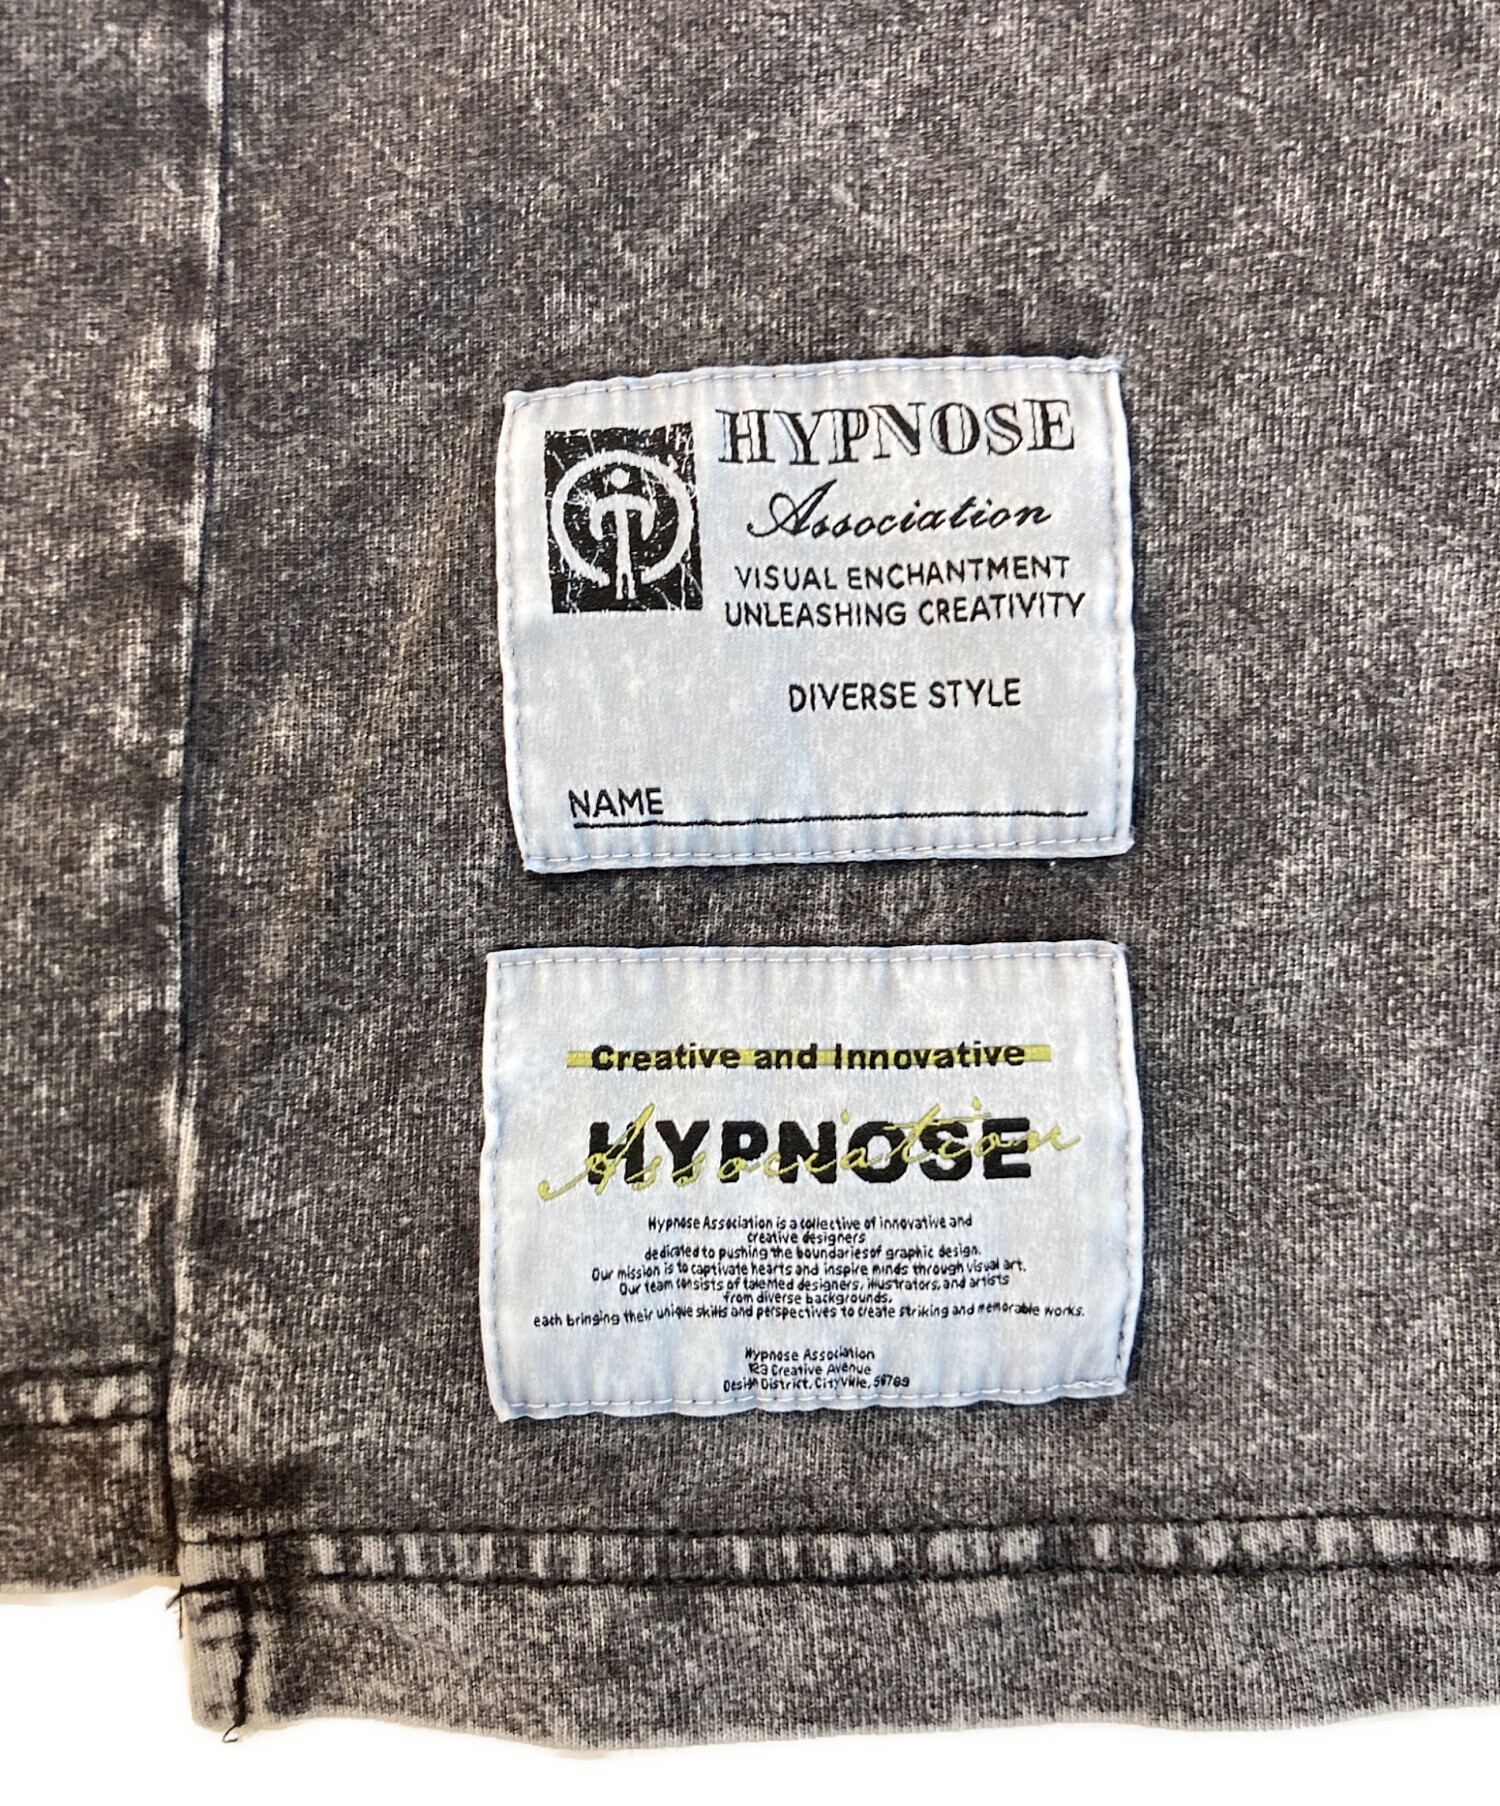 HYPNOSE
Association
VISUAL ENCHANTMENT
UNLEASHING CREATIVITY
DIVERSE STYLE
NAME
Creative and Innovative
HYPNOSE
Association
Hypnose Association is a collective of innovative and
creative designers
dedicated to pushing the boundaries of graphic design.
Our mission is to captivate hearts and inspire minds through visual art.
Our team consists of talemed designers, illustrators, and artists
from diverse backgrounds,
each bringing their unique skills and perspectives to create striking and memorable works.
Hypnose Association
123 Creative Avenue
Design District, Cityville, 56789